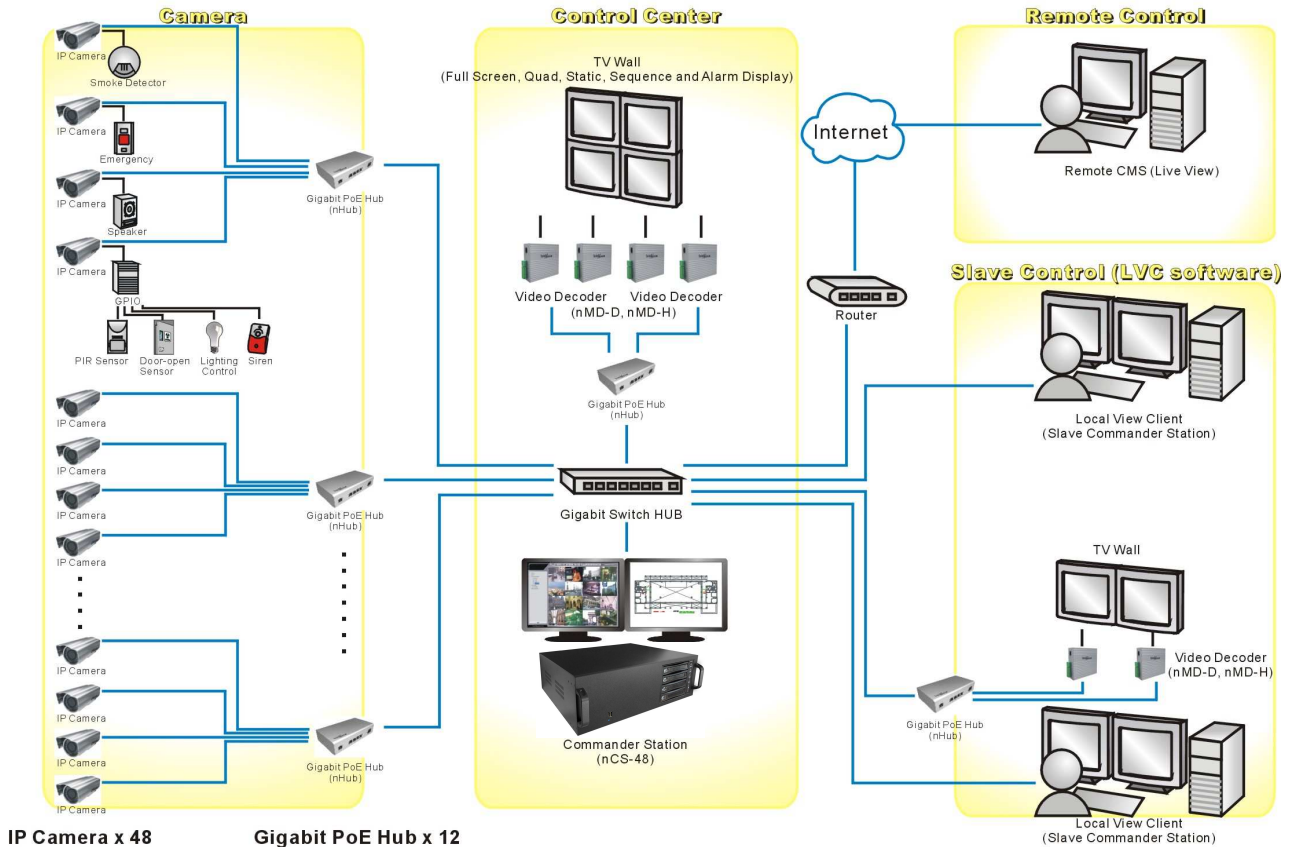 Camera
IP Camera
Smoke Detector
IP Camera
Emergency
IP Camera
Speaker
IP Camera
GPIO
PIR Sensor
Door-open
Sensor
Lighting
Control
Siren
Gigabit PoE Hub
(nHub)
IP Camera
IP Camera
IP Camera
IP Camera
Gigabit PoE Hub
(nHub)
IP Camera
IP Camera
IP Camera
IP Camera
Gigabit PoE Hub
(nHub)
IP Camera x 48
Gigabit PoE Hub x 12
Control Center
TV Wall
(Full Screen, Quad, Static, Sequence and Alarm Display)
Video Decoder
Video Decoder
(nMD-D, nMD-H)
Gigabit PoE Hub
(nHub)
Gigabit Switch HUB
Commander Station
(nCS-48)
Internet
Router
Remote Control
Remote CMS (Live View)
Slave Control (LVC software)
Local View Client
(Slave Commander Station)
TV Wall
Video Decoder
(nMD-D, nMD-H)
Gigabit PoE Hub
(nHub)
Local View Client
(Slave Commander Station)